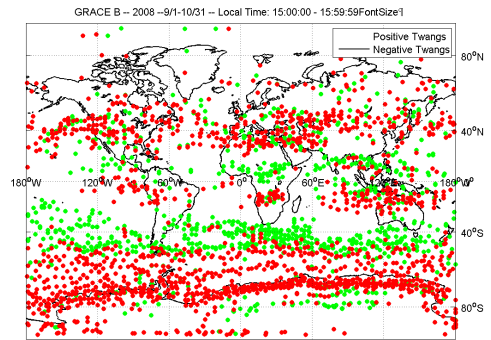 GRACE B -- 2008 --9/1-10/31 -- Local Time: 15:00:00 - 15:59:59FontSize'
Positive Twangs
Negative Twangs
80°N
40°N
180°W 120°W 60°W 0° 60°E 120°E 180°W
40°S
80°S